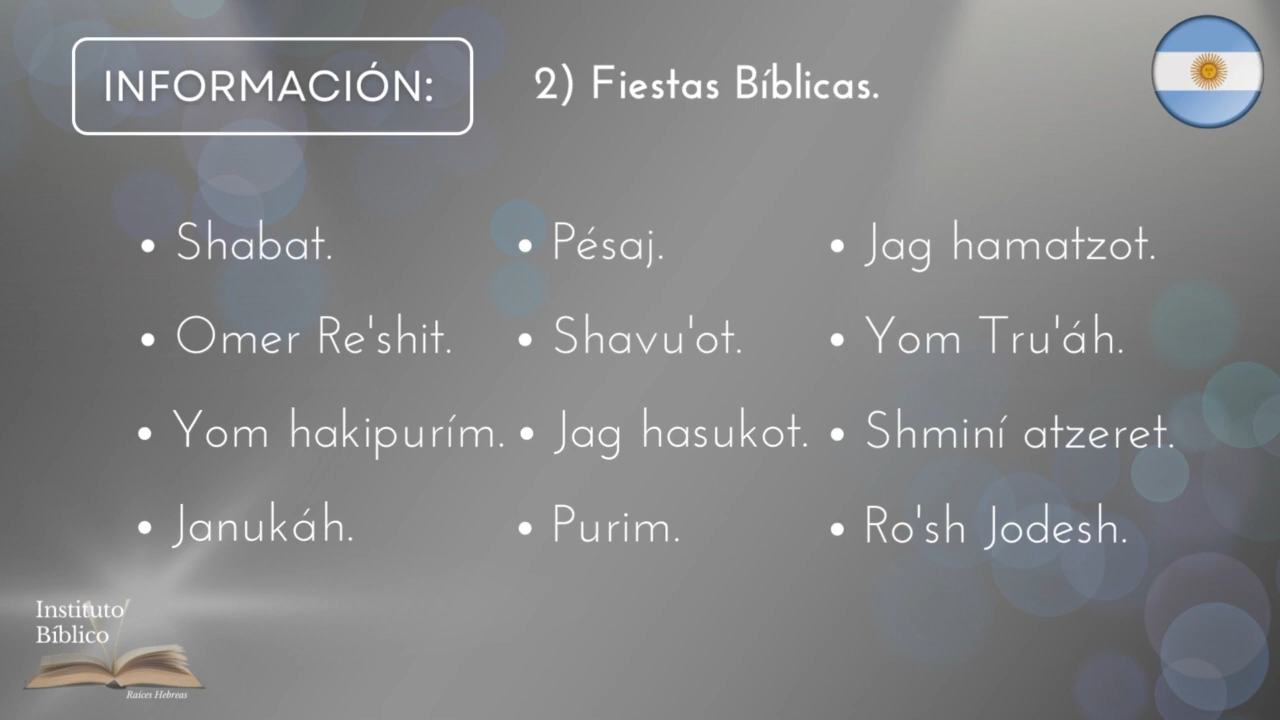 INFORMACIÓN:
2) Fiestas Bíblicas.
• Shabat.
• Pésaj.
• Jag hamatzot.
• Omer Re'shit.
• Shavu'ot.
• Yom Tru'áh.
• Yom hakipurím.
• Jag hasukot.
• Shminí atzeret.
• Janukáh.
• Purim.
• Ro'sh Jodesh.
Instituto
Bíblico
Raíces Hebreas